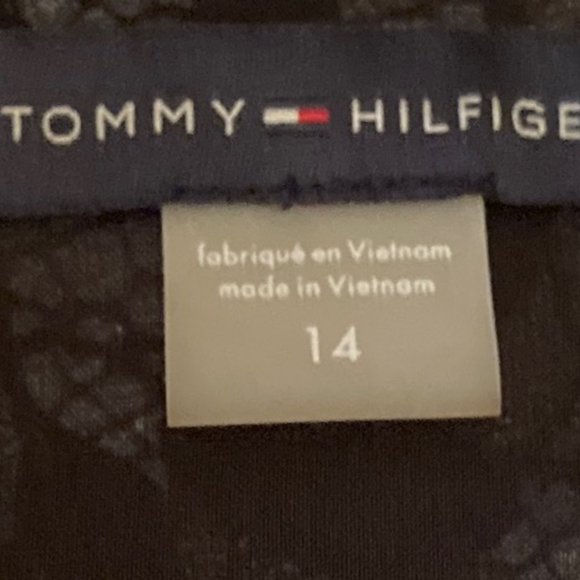 TOMMY HILFIGE
fabriqué en Vietnam
made in Vietnam
14